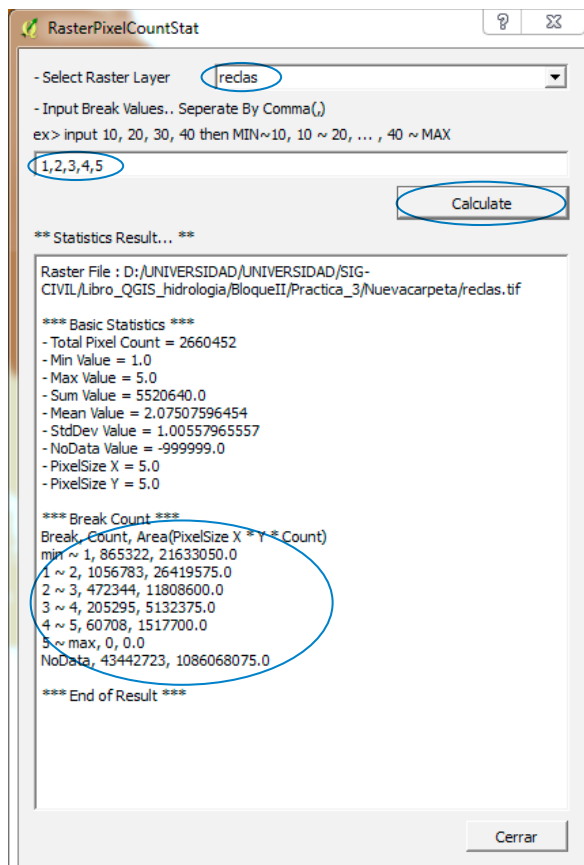 RasterPixelCountStat
- Select Raster Layer reclas
- Input Break Values.. Seperate By Comma(,)
ex> input 10, 20, 30, 40 then MIN~10, 10 ~ 20, ... , 40 ~ MAX
1,2,3,4,5
Calculate
** Statistics Result... **
Raster File : D:/UNIVERSIDAD/UNIVERSIDAD/SIG-
CIVIL/Libro_QGIS_hidrologia/BloqueII/Practica_3/Nuevacarpeta/reclas.tif
*** Basic Statistics ***
- Total Pixel Count = 2660452
- Min Value = 1.0
- Max Value = 5.0
- Sum Value = 5520640.0
- Mean Value = 2.07507596454
- StdDev Value = 1.00557965557
- NoData Value = -999999.0
- PixelSize X = 5.0
- PixelSize Y = 5.0
*** Break Count ***
Break, Count, Area(PixelSize X * Y * Count)
min ~ 1, 865322, 21633050.0
1 ~ 2, 1056783, 26419575.0
2 ~ 3, 472344, 11808600.0
3 ~ 4, 205295, 5132375.0
4 ~ 5, 60708, 1517700.0
5 ~ max, 0, 0.0
NoData, 43442723, 1086068075.0
*** End of Result ***
Cerrar